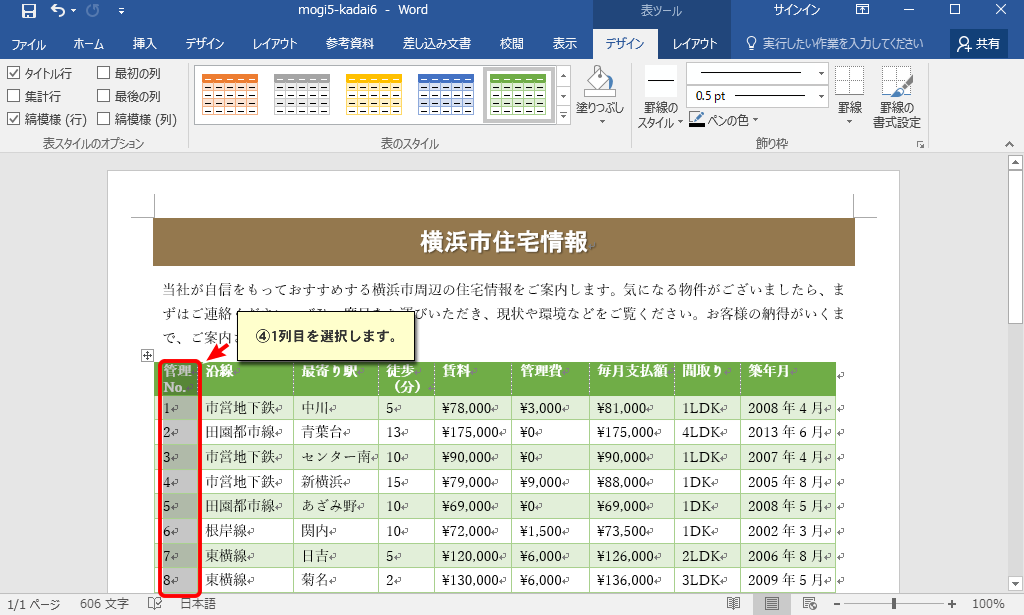 mogi5-kadai6 - Word
表ツール
サインイン
ファイル ホーム 挿入 デザイン レイアウト 参考資料 差し込み文書 校閲 表示 デザイン レイアウト 実行したい作業を入力してください 共有
タイトル行 最初の列
集計行 最後の列
縞模様 (行) 縞模様 (列)
表スタイルのオプション
表のスタイル
塗りつぶし
罫線の
スタイル
0.5 pt
ペンの色
罫線
罫線の
書式設定
飾り枠
横浜市住宅情報
当社が自信をもっておすすめする横浜市周辺の住宅情報をご案内します。気になる物件がございましたら、ま
ずはご連絡ください。 びいただき、現状や環境などをご覧ください。お客様の納得がいくま
で、ご案内
④1列目を選択します。
管理No. 沿線 最寄り駅 徒歩(分) 賃料 管理費 毎月支払額 間取り 築年月
1 市営地下鉄 中川 5 ¥78,000 ¥3,000 ¥81,000 1LDK 2008 年 4 月
2 田園都市線 青葉台 13 ¥175,000 ¥0 ¥175,000 4LDK 2013 年 6 月
3 市営地下鉄 センター南 10 ¥90,000 ¥0 ¥90,000 1LDK 2007 年 4 月
4 市営地下鉄 新横浜 15 ¥79,000 ¥9,000 ¥88,000 1DK 2005 年 8 月
5 田園都市線 あざみ野 10 ¥69,000 ¥0 ¥69,000 1DK 2008 年 5 月
6 根岸線 関内 10 ¥72,000 ¥1,500 ¥73,500 1DK 2002 年 3 月
7 東横線 日吉 5 ¥120,000 ¥6,000 ¥126,000 2LDK 2006 年 8 月
8 東横線 菊名 2 ¥130,000 ¥6,000 ¥136,000 3LDK 2009 年 5 月
1/1 ページ 606 文字 日本語 100%